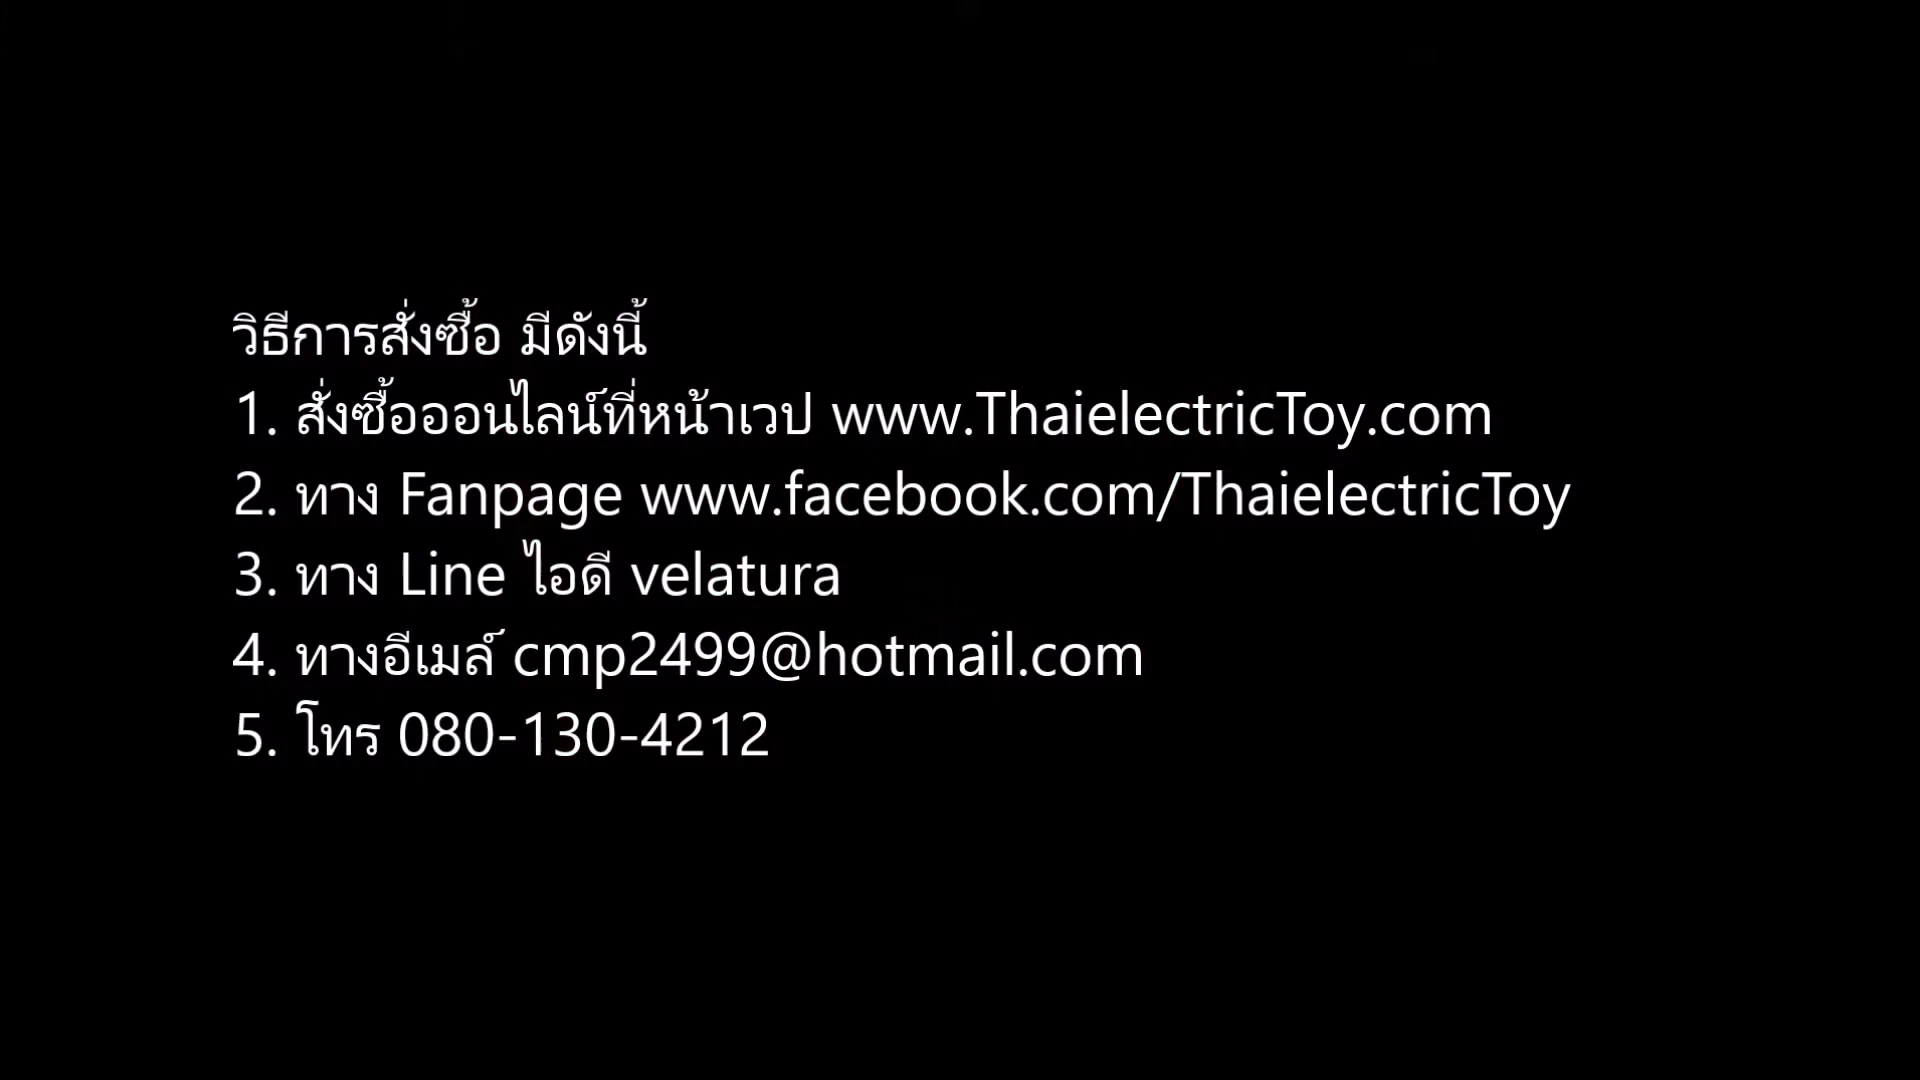 วิธีการสั่งซื้อ มีดังนี้
1. สั่งซื้อออนไลน์ที่หน้าเวป www.ThaielectricToy.com
2. ทาง Fanpage www.facebook.com/ThaielectricToy
3. ทาง Line ไอดี velatura
4. ทางอีเมล์ cmp2499@hotmail.com
5. โทร 080-130-4212